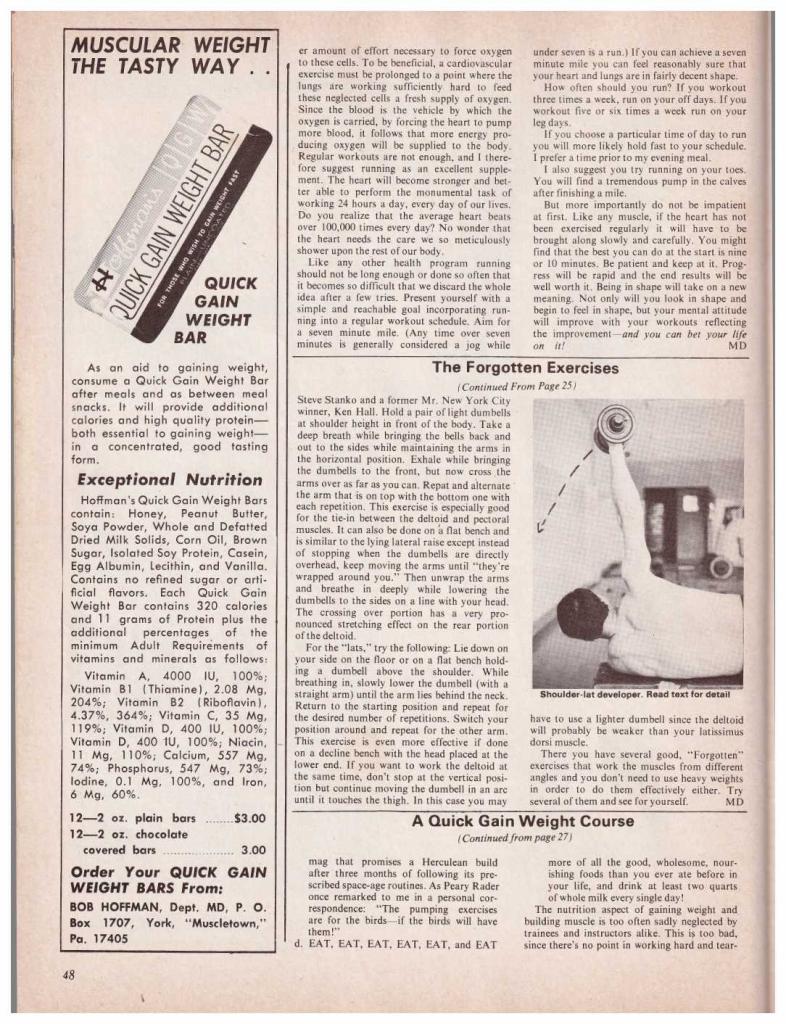 MUSCULAR WEIGHT
THE TASTY WAY . .
Hoffman's QGW
QUICK GAIN WEIGHT BAR
FOR THOSE WHO WISH TO GAIN WEIGHT FAST
QUICK
GAIN
WEIGHT
BAR
As an aid to gaining weight,
consume a Quick Gain Weight Bar
after meals and as between meal
snacks. It will provide additional
calories and high quality protein—
both essential to gaining weight—
in a concentrated, good tasting
form.
Exceptional Nutrition
Hoffman's Quick Gain Weight Bars
contain: Honey, Peanut Butter,
Soya Powder, Whole and Defatted
Dried Milk Solids, Corn Oil, Brown
Sugar, Isolated Soy Protein, Casein,
Egg Albumin, Lecithin, and Vanilla.
Contains no refined sugar or arti-
ficial flavors. Each Quick Gain
Weight Bar contains 320 calories
and 11 grams of Protein plus the
additional percentages of the
minimum Adult Requirements of
vitamins and minerals as follows:
Vitamin A, 4000 IU, 100%;
Vitamin B1 (Thiamine), 2.08 Mg,
204%; Vitamin B2 (Riboflavin),
4.37%, 364%; Vitamin C, 35 Mg,
119%; Vitamin D, 400 IU, 100%;
Vitamin D, 400 IU, 100%; Niacin,
11 Mg, 110%; Calcium, 557 Mg,
74%; Phosphorus, 547 Mg, 73%;
Iodine, 0.1 Mg, 100%, and Iron,
6 Mg, 60%.
12—2 oz. plain bars .......$3.00
12—2 oz. chocolate
covered bars ................. 3.00
Order Your QUICK GAIN
WEIGHT BARS From:
BOB HOFFMAN, Dept. MD, P. O.
Box 1707, York, "Muscletown,"
Pa. 17405
48
er amount of effort necessary to force oxygen
to these cells. To be beneficial, a cardiovascular
exercise must be prolonged to a point where the
lungs are working sufficiently hard to feed
these neglected cells a fresh supply of oxygen.
Since the blood is the vehicle by which the
oxygen is carried, by forcing the heart to pump
more blood, it follows that more energy pro-
ducing oxygen will be supplied to the body.
Regular workouts are not enough, and I there-
fore suggest running as an excellent supple-
ment. The heart will become stronger and bet-
ter able to perform the monumental task of
working 24 hours a day, every day of our lives.
Do you realize that the average heart beats
over 100,000 times every day? No wonder that
the heart needs the care we so meticulously
shower upon the rest of our body.
Like any other health program running
should not be long enough or done so often that
it becomes so difficult that we discard the whole
idea after a few tries. Present yourself with a
simple and reachable goal incorporating run-
ning into a regular workout schedule. Aim for
a seven minute mile. (Any time over seven
minutes is generally considered a jog while
under seven is a run.) If you can achieve a seven
minute mile you can feel reasonably sure that
your heart and lungs are in fairly decent shape.
How often should you run? If you workout
three times a week, run on your off days. If you
workout five or six times a week run on your
leg days.
If you choose a particular time of day to run
you will more likely hold fast to your schedule.
I prefer a time prior to my evening meal.
I also suggest you try running on your toes.
You will find a tremendous pump in the calves
after finishing a mile.
But more importantly do not be impatient
at first. Like any muscle, if the heart has not
been exercised regularly it will have to be
brought along slowly and carefully. You might
find that the best you can do at the start is nine
or 10 minutes. Be patient and keep at it. Prog-
ress will be rapid and the end results will be
well worth it. Being in shape will take on a new
meaning. Not only will you look in shape and
begin to feel in shape, but your mental attitude
will improve with your workouts reflecting
the improvement—and you can bet your life
on it! MD
The Forgotten Exercises
(Continued From Page 25)
Steve Stanko and a former Mr. New York City
winner, Ken Hall. Hold a pair of light dumbells
at shoulder height in front of the body. Take a
deep breath while bringing the bells back and
out to the sides while maintaining the arms in
the horizontal position. Exhale while bringing
the dumbells to the front, but now cross the
arms over as far as you can. Repat and alternate
the arm that is on top with the bottom one with
each repetition. This exercise is especially good
for the tie-in between the deltoid and pectoral
muscles. It can also be done on a flat bench and
is similar to the lying lateral raise except instead
of stopping when the dumbells are directly
overhead, keep moving the arms until "they're
wrapped around you." Then unwrap the arms
and breathe in deeply while lowering the
dumbells to the sides on a line with your head.
The crossing over portion has a very pro-
nounced stretching effect on the rear portion
of the deltoid.
For the "lats," try the following: Lie down on
your side on the floor or on a flat bench hold-
ing a dumbell above the shoulder. While
breathing in, slowly lower the dumbell (with a
straight arm) until the arm lies behind the neck.
Return to the starting position and repeat for
the desired number of repetitions. Switch your
position around and repeat for the other arm.
This exercise is even more effective if done
on a decline bench with the head placed at the
lower end. If you want to work the deltoid at
the same time, don't stop at the vertical posi-
tion but continue moving the dumbell in an arc
until it touches the thigh. In this case you may
Shoulder-lat developer. Read text for detail
have to use a lighter dumbell since the deltoid
will probably be weaker than your latissimus
dorsi muscle.
There you have several good, "Forgotten"
exercises that work the muscles from different
angles and you don't need to use heavy weights
in order to do them effectively either. Try
several of them and see for yourself. MD
A Quick Gain Weight Course
(Continued from page 27)
mag that promises a Herculean build
after three months of following its pre-
scribed space-age routines. As Peary Rader
once remarked to me in a personal cor-
respondence: "The pumping exercises
are for the birds—if the birds will have
them!"
d. EAT, EAT, EAT, EAT, EAT, and EAT
more of all the good, wholesome, nour-
ishing foods than you ever ate before in
your life, and drink at least two quarts
of whole milk every single day!
The nutrition aspect of gaining weight and
building muscle is too often sadly neglected by
trainees and instructors alike. This is too bad,
since there's no point in working hard and tear-